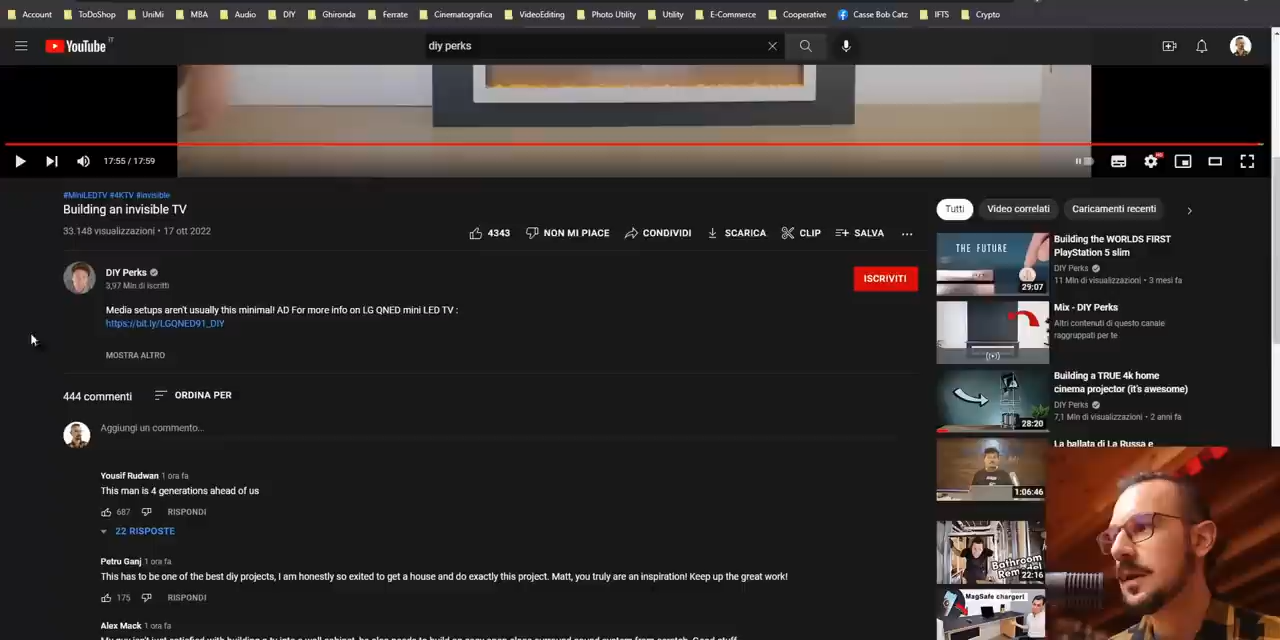 Account ToDoShop UniMi MBA Audio DIY Ghironda Ferrate Cinematografica VideoEditing Photo Utility Utility E-Commerce Cooperative Casse Bob Catz IFTS Crypto
YouTube IT
diy perks
17:55 / 17:59
#MiniLEDTV #4KTV #invisible
Building an invisible TV
33.148 visualizzazioni • 17 ott 2022
4343 NON MI PIACE CONDIVIDI SCARICA CLIP SALVA
DIY Perks
3,97 Mln di iscritti
ISCRIVITI
Media setups aren't usually this minimal! AD For more info on LG QNED mini LED TV :
https://bit.ly/LGQNED91_DIY
MOSTRA ALTRO
444 commenti ORDINA PER
Aggiungi un commento...
Yousif Rudwan 1 ora fa
This man is 4 generations ahead of us
687 RISPONDI
22 RISPOSTE
Petru Ganj 1 ora fa
This has to be one of the best diy projects, I am honestly so exited to get a house and do exactly this project. Matt, you truly are an inspiration! Keep up the great work!
175 RISPONDI
Alex Mack 1 ora fa
Tutti Video correlati Caricamenti recenti
THE FUTURE
29:07
Building the WORLDS FIRST
PlayStation 5 slim
DIY Perks
11 Mln di visualizzazioni • 3 mesi fa
Mix - DIY Perks
Altri contenuti di questo canale
raggruppati per te
28:20
Building a TRUE 4k home
cinema projector (it's awesome)
DIY Perks
7,1 Mln di visualizzazioni • 2 anni fa
La ballata di La Russa e
1:06:46
Bathroom
22:16
MagSafe charger!